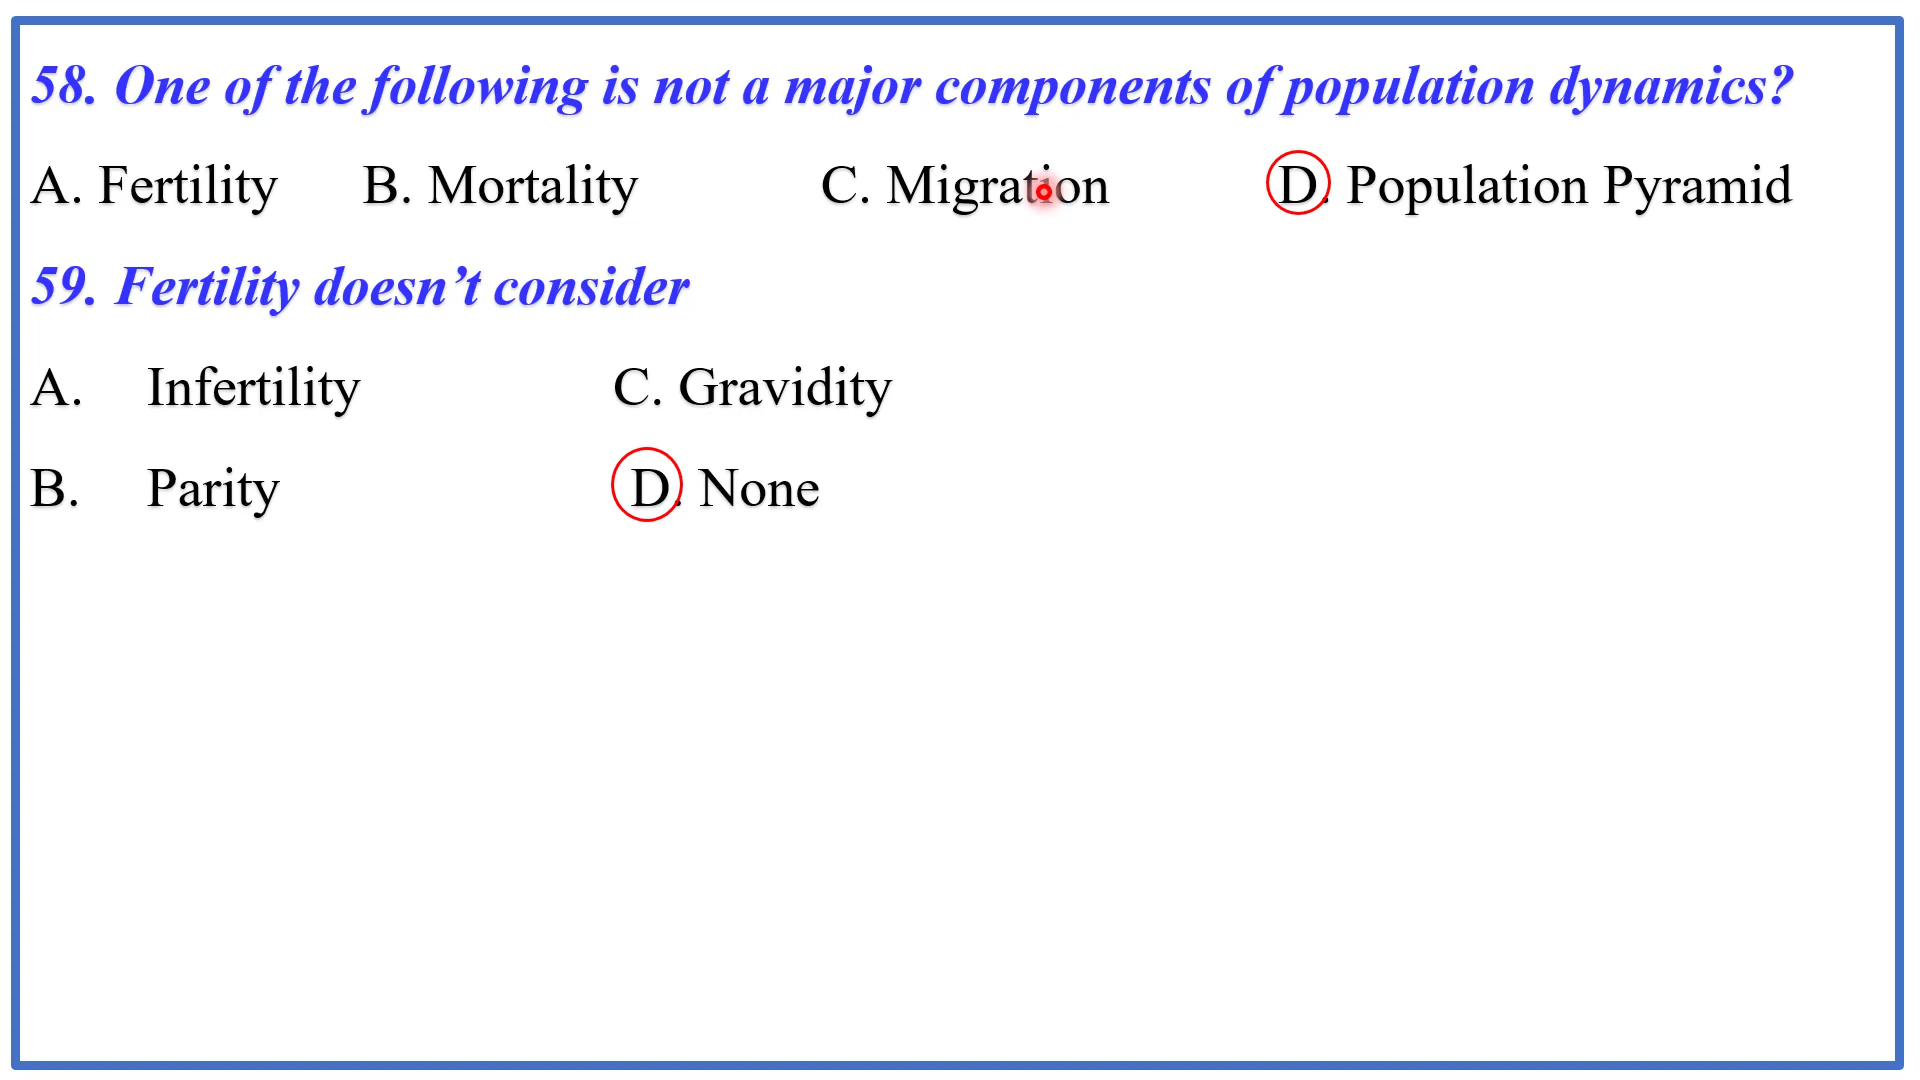 58. One of the following is not a major components of population dynamics?
A. Fertility B. Mortality C. Migration D. Population Pyramid
59. Fertility doesn’t consider
A. Infertility C. Gravidity
B. Parity D. None